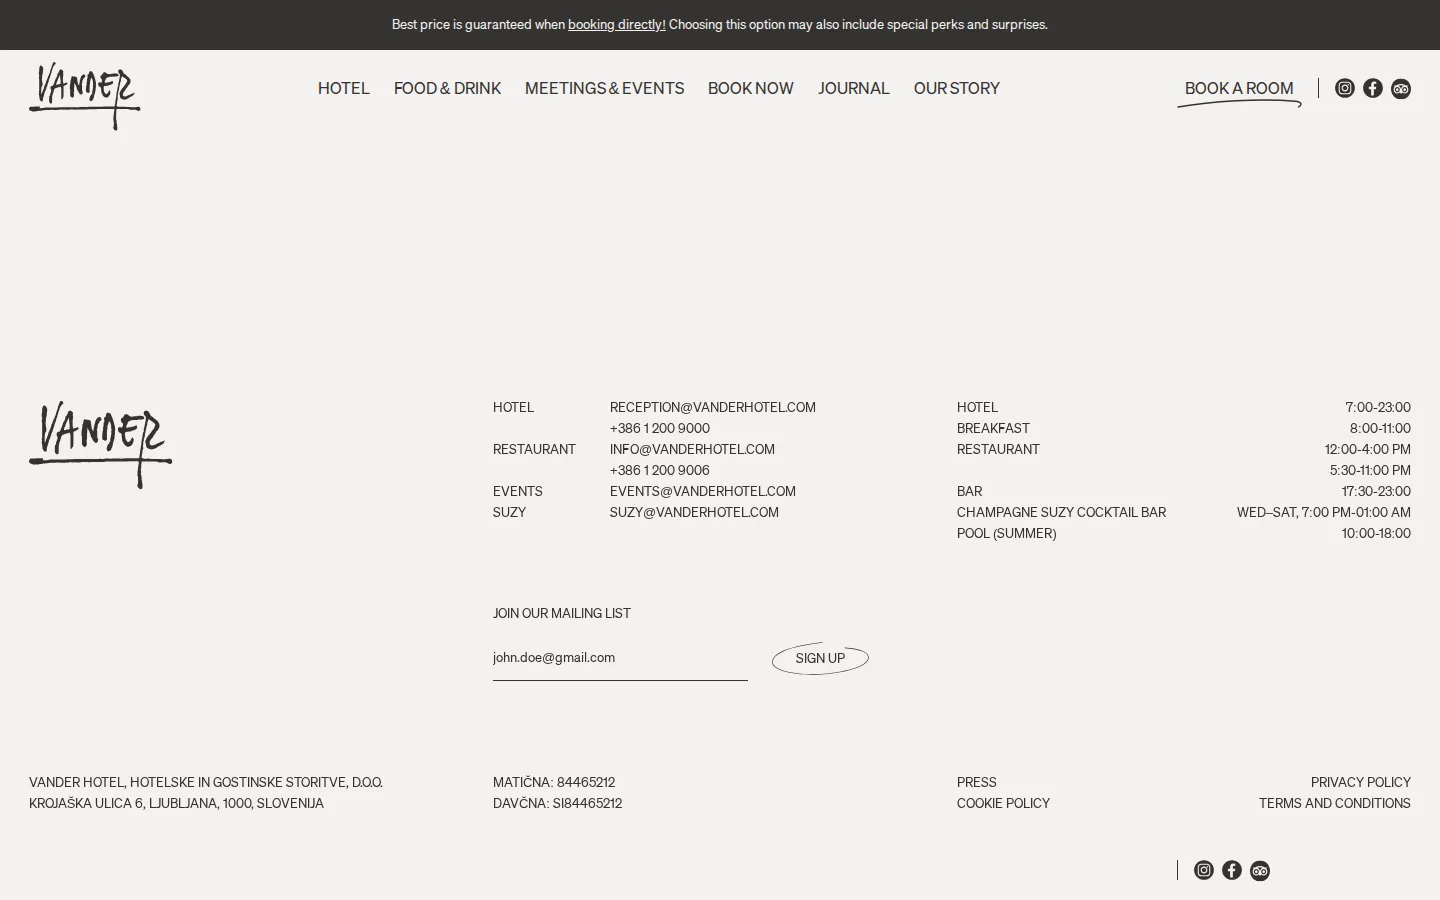 Best price is guaranteed when booking directly! Choosing this option may also include special perks and surprises.
VANDER
HOTEL FOOD & DRINK MEETINGS & EVENTS BOOK NOW JOURNAL OUR STORY BOOK A ROOM
VANDER
HOTEL RECEPTION@VANDERHOTEL.COM
+386 1 200 9000
RESTAURANT INFO@VANDERHOTEL.COM
+386 1 200 9006
EVENTS EVENTS@VANDERHOTEL.COM
SUZY SUZY@VANDERHOTEL.COM
HOTEL 7:00-23:00
BREAKFAST 8:00-11:00
RESTAURANT 12:00-4:00 PM
5:30-11:00 PM
BAR 17:30-23:00
CHAMPAGNE SUZY COCKTAIL BAR WED–SAT, 7:00 PM-01:00 AM
POOL (SUMMER) 10:00-18:00
JOIN OUR MAILING LIST
john.doe@gmail.com SIGN UP
VANDER HOTEL, HOTELSKE IN GOSTINSKE STORITVE, D.O.O.
KROJAŠKA ULICA 6, LJUBLJANA, 1000, SLOVENIJA
MATIČNA: 84465212
DAVČNA: SI84465212
PRESS
COOKIE POLICY
PRIVACY POLICY
TERMS AND CONDITIONS